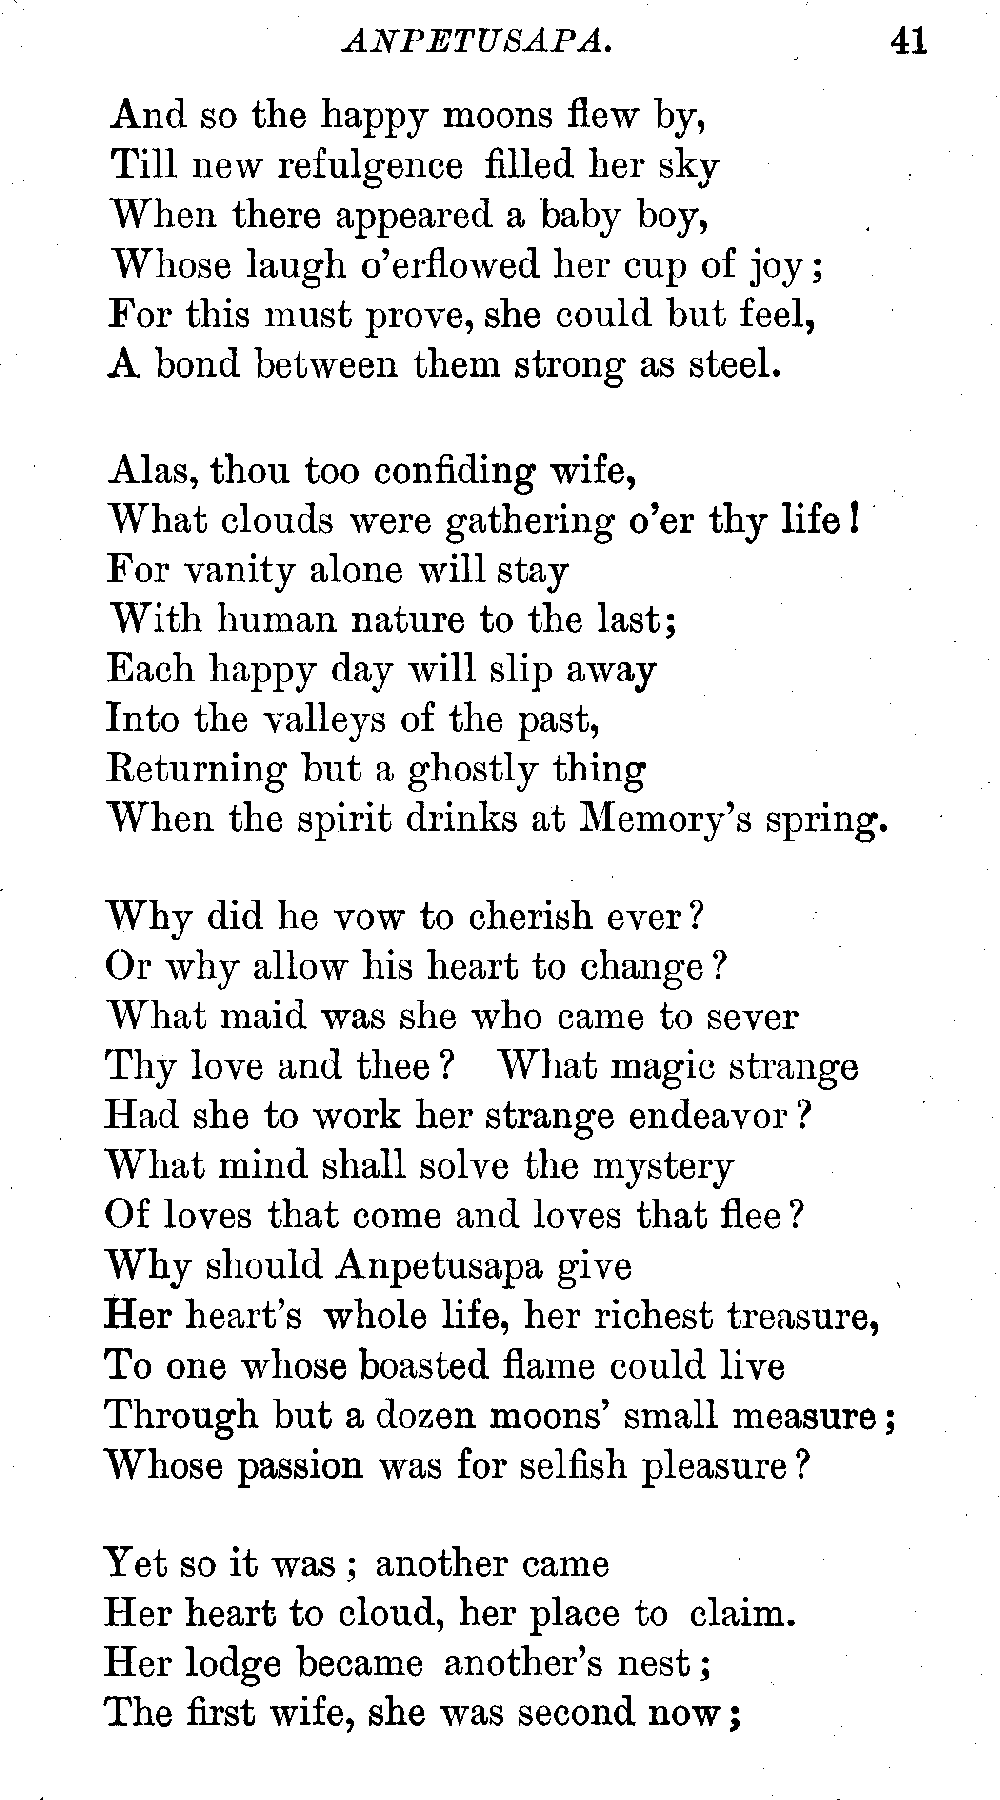 ANPETUSAPA. 41
And so the happy moons flew by,
Till new refulgence filled her sky
When there appeared a baby boy,
Whose laugh o’erflowed her cup of joy;
For this must prove, she could but feel,
A bond between them strong as steel.

Alas, thou too confiding wife,
What clouds were gathering o’er thy life!
For vanity alone will stay
With human nature to the last;
Each happy day will slip away
Into the valleys of the past,
Returning but a ghostly thing
When the spirit drinks at Memory’s spring.

Why did he vow to cherish ever?
Or why allow his heart to change?
What maid was she who came to sever
Thy love and thee? What magic strange
Had she to work her strange endeavor?
What mind shall solve the mystery
Of loves that come and loves that flee?
Why should Anpetusapa give
Her heart’s whole life, her richest treasure,
To one whose boasted flame could live
Through but a dozen moons’ small measure;
Whose passion was for selfish pleasure?

Yet so it was; another came
Her heart to cloud, her place to claim.
Her lodge became another’s nest;
The first wife, she was second now;